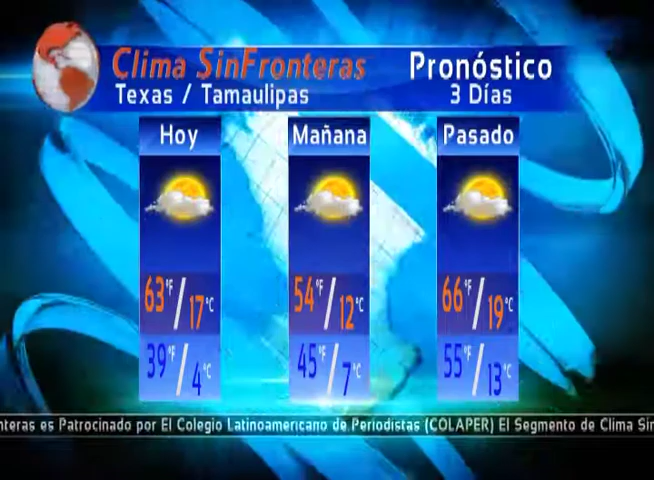 Clima SinFronteras
Texas / Tamaulipas
Pronóstico
3 Días
Hoy
63°F/17°C
39°F/4°C
Mañana
54°F/12°C
45°F/7°C
Pasado
66°F/19°C
55°F/13°C
nteras es Patrocinado por El Colegio Latinoamericano de Periodistas (COLAPER) El Segmento de Clima Sin